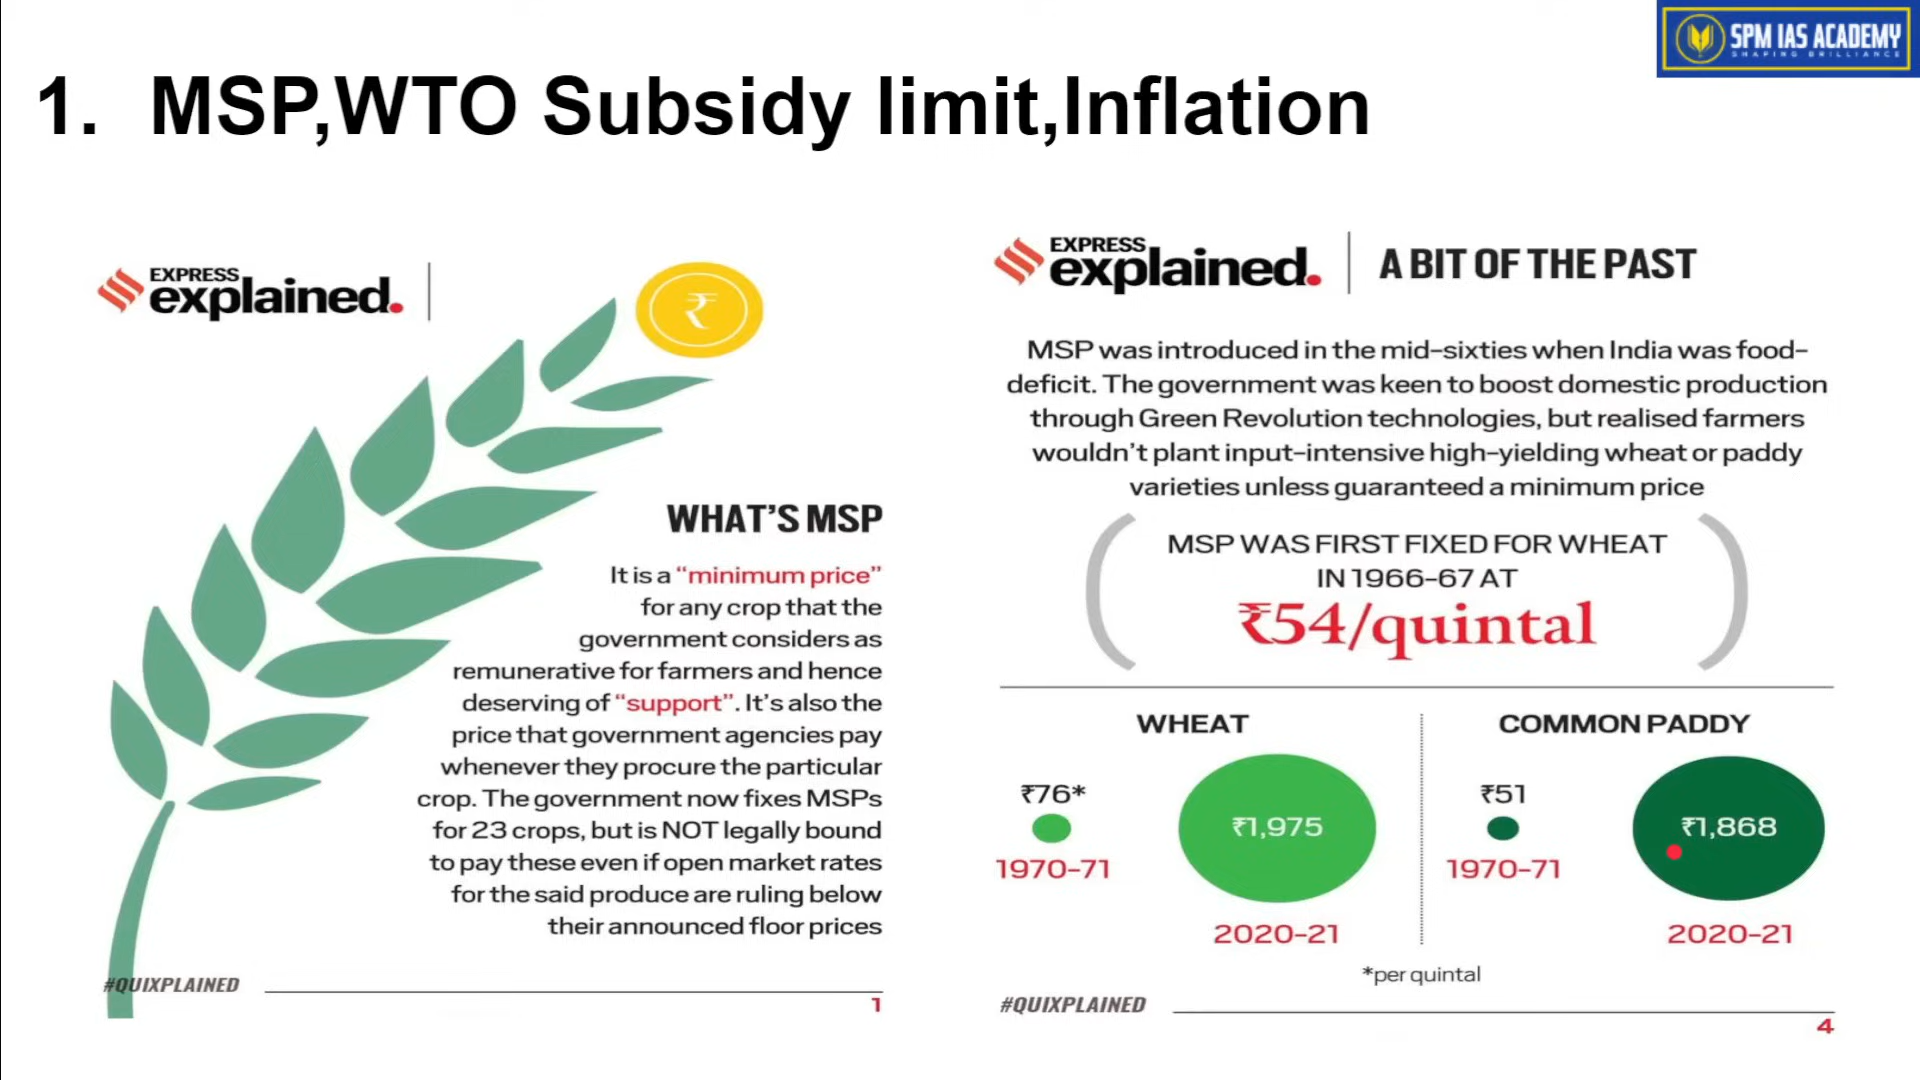 SPM IAS ACADEMY
SHAPING BRILLIANCE
1. MSP,WTO Subsidy limit,Inflation
EXPRESS
explained.
₹
WHAT'S MSP
It is a “minimum price”
for any crop that the
government considers as
remunerative for farmers and hence
deserving of “support”. It's also the
price that government agencies pay
whenever they procure the particular
crop. The government now fixes MSPs
for 23 crops, but is NOT legally bound
to pay these even if open market rates
for the said produce are ruling below
their announced floor prices
#QUIXPLAINED
1
EXPRESS
explained.
A BIT OF THE PAST
MSP was introduced in the mid-sixties when India was food-
deficit. The government was keen to boost domestic production
through Green Revolution technologies, but realised farmers
wouldn't plant input-intensive high-yielding wheat or paddy
varieties unless guaranteed a minimum price
MSP WAS FIRST FIXED FOR WHEAT
IN 1966-67 AT
₹54/quintal
WHEAT
₹76*
1970-71
₹1,975
2020-21
COMMON PADDY
₹51
1970-71
₹1,868
2020-21
*per quintal
#QUIXPLAINED
4